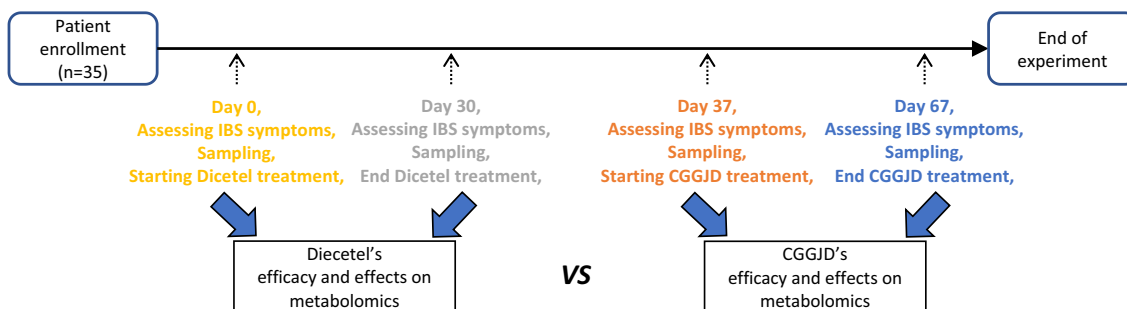 Patient
enrollment
(n=35)
End of
experiment
Day 0,
Assessing IBS symptoms,
Sampling,
Starting Dicetel treatment,
Day 30,
Assessing IBS symptoms,
Sampling,
End Dicetel treatment,
Day 37,
Assessing IBS symptoms,
Sampling,
Starting CGGJD treatment,
Day 67,
Assessing IBS symptoms,
Sampling,
End CGGJD treatment,
Diecetel's
efficacy and effects on
metabolomics
VS
CGGJD's
efficacy and effects on
metabolomics